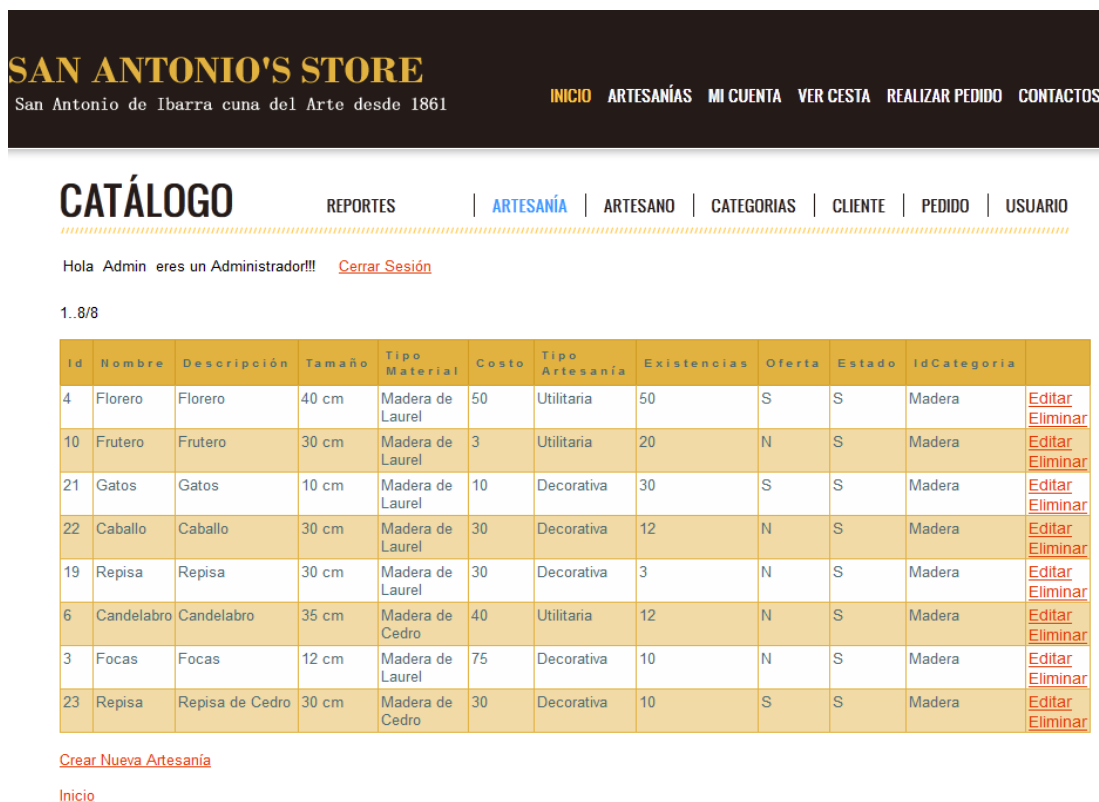 SAN ANTONIO'S STORE
San Antonio de Ibarra cuna del Arte desde 1861
INICIO ARTESANÍAS MI CUENTA VER CESTA REALIZAR PEDIDO CONTACTOS
CATÁLOGO REPORTES | ARTESANÍA | ARTESANO | CATEGORIAS | CLIENTE | PEDIDO | USUARIO
Hola Admin eres un Administrador!!! Cerrar Sesión
1..8/8
Id Nombre Descripción Tamaño Tipo Material Costo Tipo Artesanía Existencias Oferta Estado IdCategoria
4 Florero Florero 40 cm Madera de Laurel 50 Utilitaria 50 S S Madera Editar Eliminar
10 Frutero Frutero 30 cm Madera de Laurel 3 Utilitaria 20 N S Madera Editar Eliminar
21 Gatos Gatos 10 cm Madera de Laurel 10 Decorativa 30 S S Madera Editar Eliminar
22 Caballo Caballo 30 cm Madera de Laurel 30 Decorativa 12 N S Madera Editar Eliminar
19 Repisa Repisa 30 cm Madera de Laurel 30 Decorativa 3 N S Madera Editar Eliminar
6 Candelabro Candelabro 35 cm Madera de Cedro 40 Utilitaria 12 N S Madera Editar Eliminar
3 Focas Focas 12 cm Madera de Laurel 75 Decorativa 10 N S Madera Editar Eliminar
23 Repisa Repisa de Cedro 30 cm Madera de Cedro 30 Decorativa 10 S S Madera Editar Eliminar
Crear Nueva Artesanía
Inicio